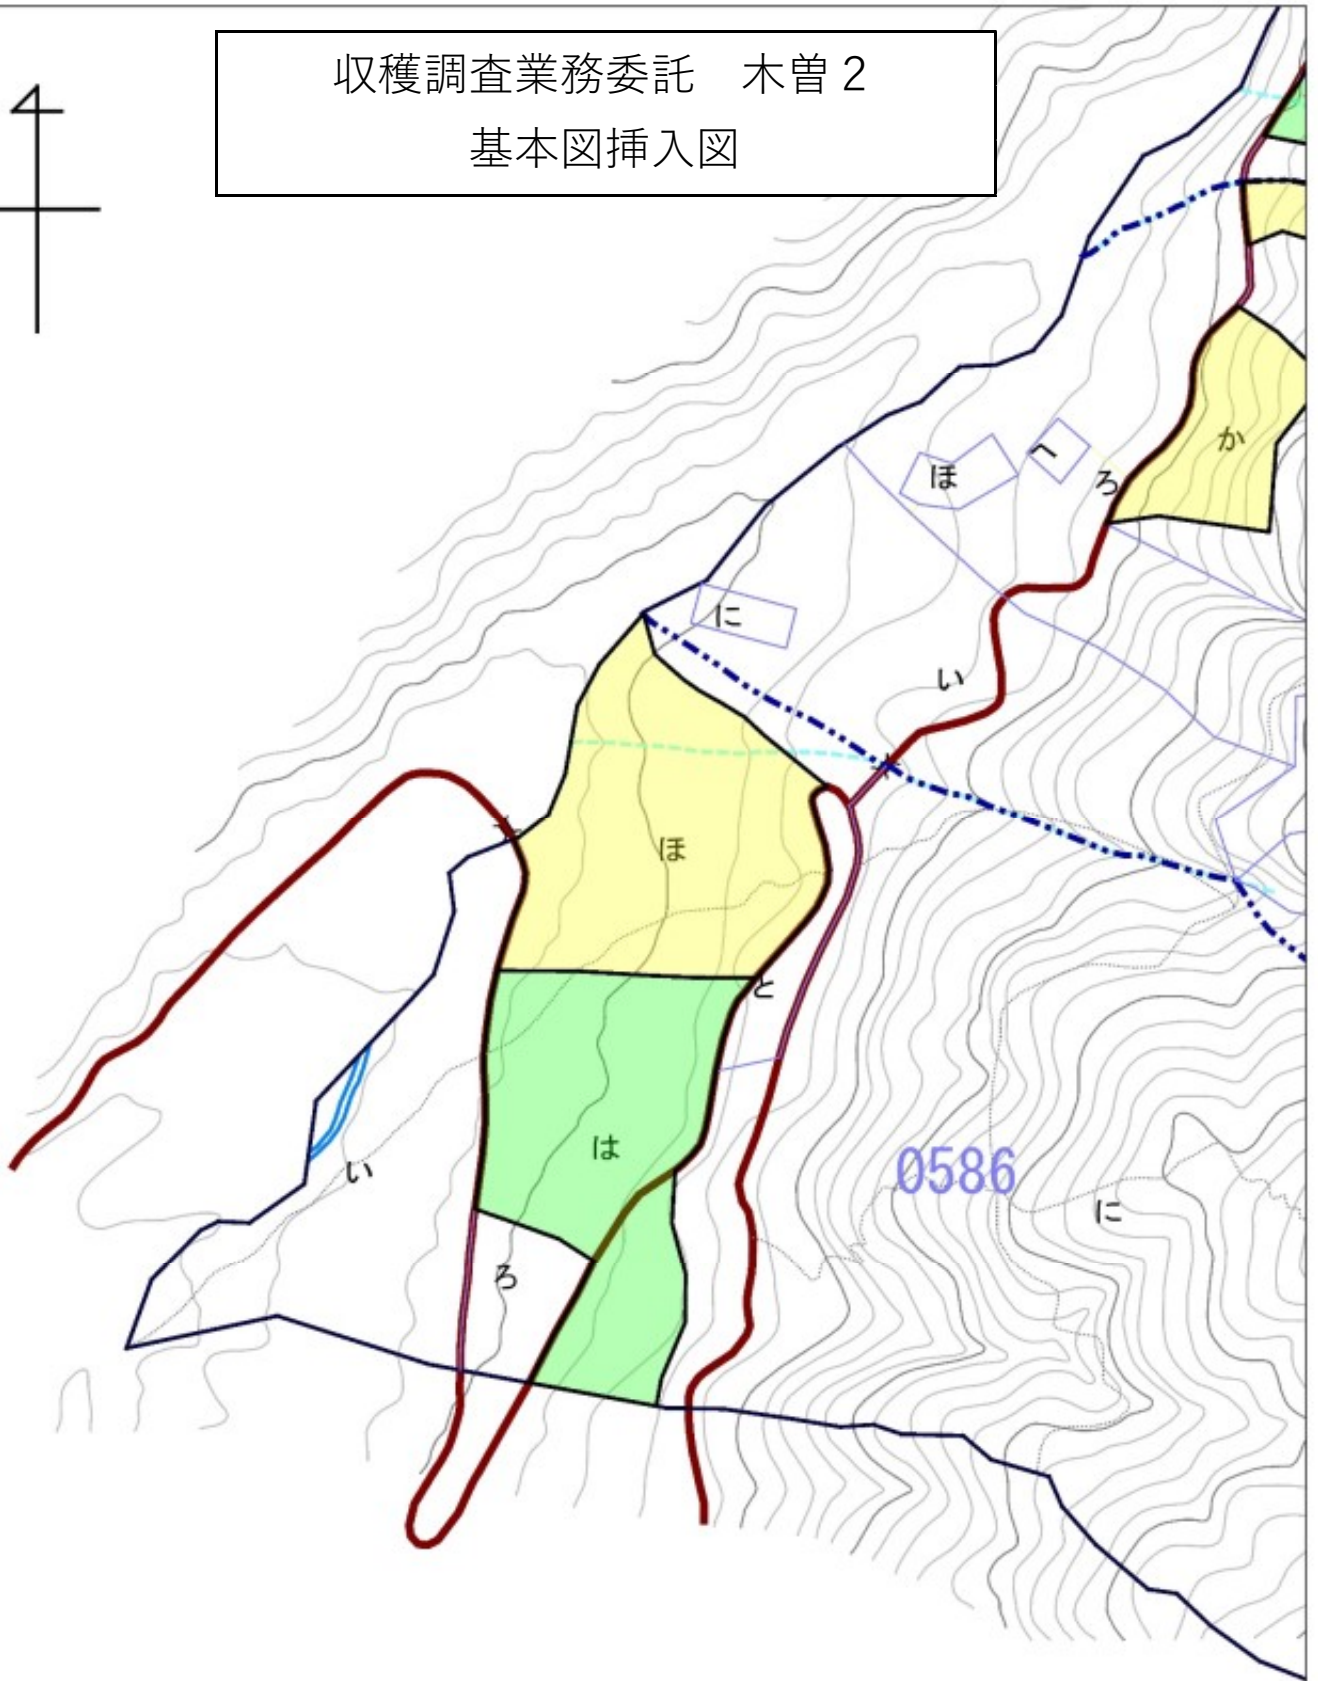 収穫調査業務委託　木曽２
基本図挿入図
か
へ
ほ
ろ
に
い
ほ
と
は
0586
い
に
ろ